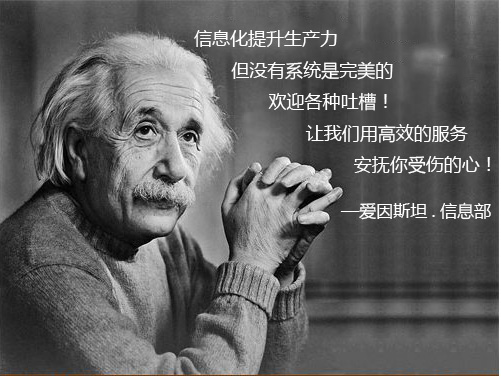 信息化提升生产力
但没有系统是完美的
欢迎各种吐槽！
让我们用高效的服务
安抚你受伤的心！
—爱因斯坦 . 信息部